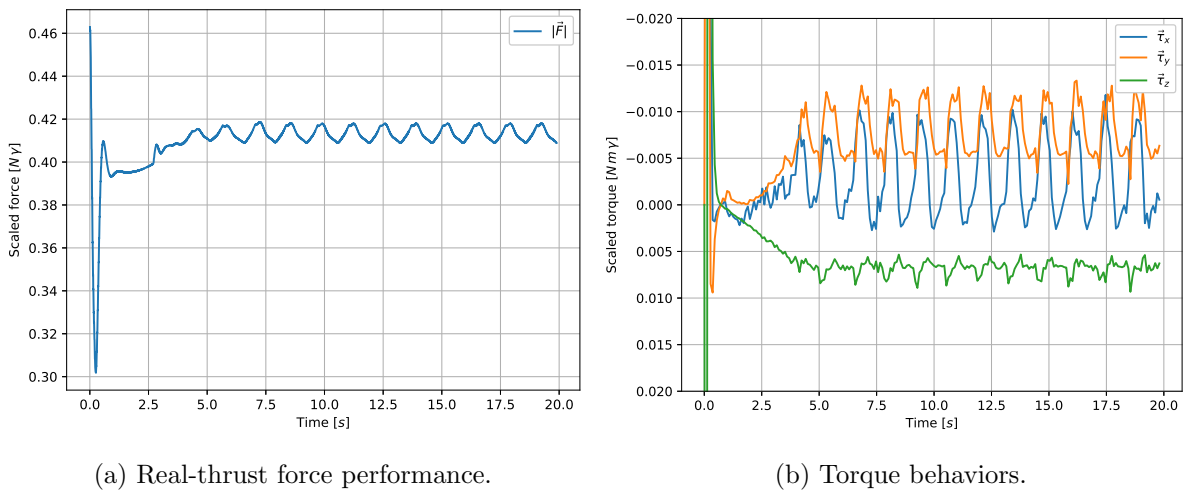 0.46
0.44
0.42
0.40
0.38
0.36
0.34
0.32
0.30
Scaled force [N γ]
0.0 2.5 5.0 7.5 10.0 12.5 15.0 17.5 20.0
Time [s]
|F⃗|
(a) Real-thrust force performance.
−0.020
−0.015
−0.010
−0.005
0.000
0.005
0.010
0.015
0.020
Scaled torque [N m γ]
0.0 2.5 5.0 7.5 10.0 12.5 15.0 17.5 20.0
Time [s]
τ⃗x
τ⃗y
τ⃗z
(b) Torque behaviors.